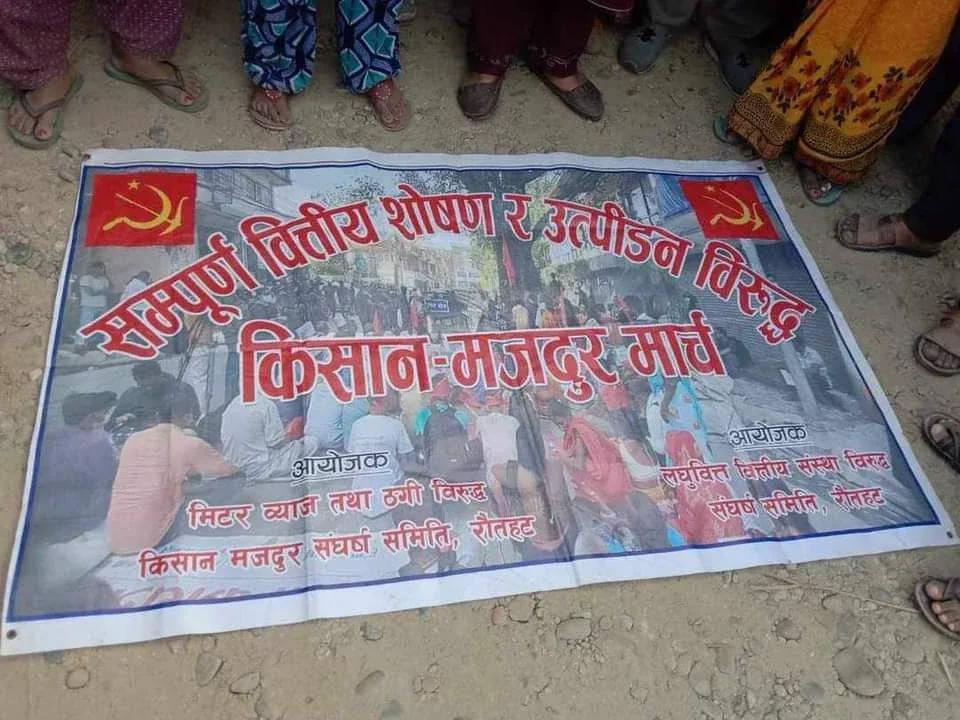 सम्पूर्ण वित्तीय शोषण र उत्पीडन विरूद्ध
किसान-मजदुर मार्च
आयोजक
मिटर ब्याज तथा ठगी विरुद्ध
किसान मजदुर संघर्ष समिति, रौतहट
आयोजक
लघुवित्त वित्तीय संस्था विरुद्ध
संघर्ष समिति, रौतहट